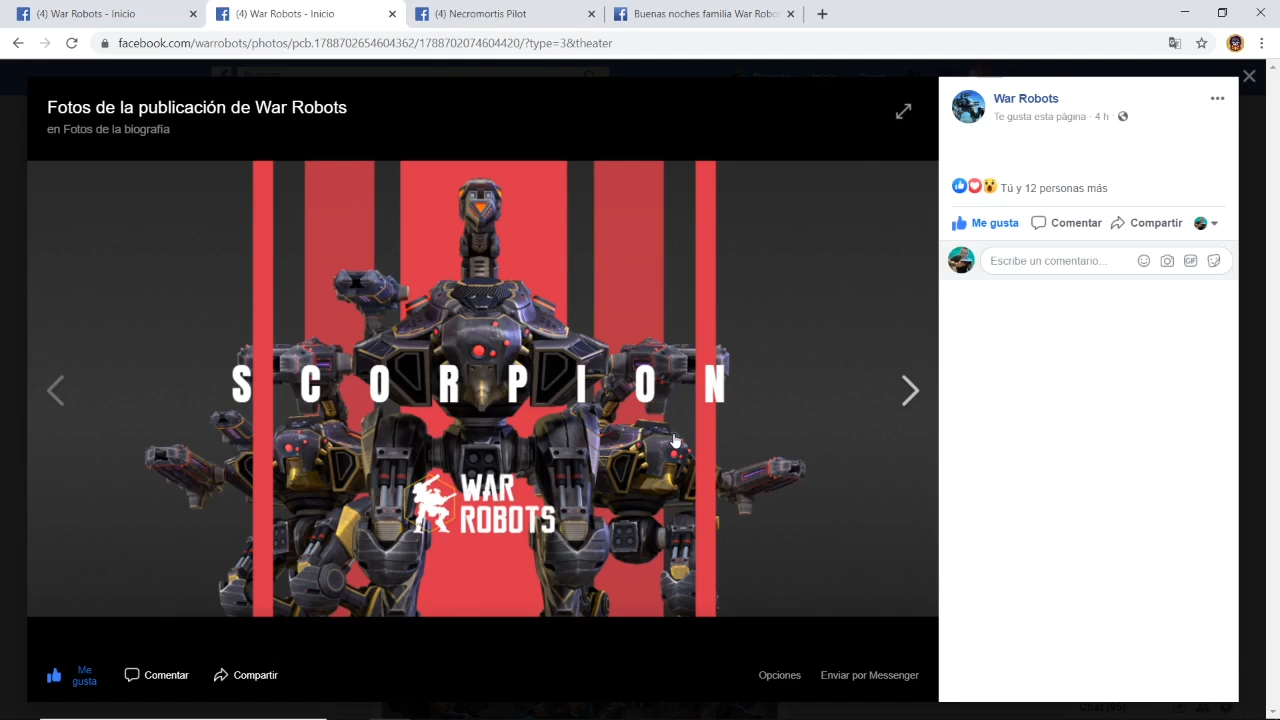 (4) War Robots - Inicio
(4) War Robots - Inicio
(4) Necromortis Pilot
Buenas noches familia War Robo
facebook.com/warrobots/photos/pcb.1788702654604362/1788702074604420/?type=3&theater
Fotos de la publicación de War Robots
en Fotos de la biografía
War Robots
Te gusta esta página · 4 h ·
Tú y 12 personas más
Me gusta
Comentar
Compartir
Escribe un comentario...
GIF
SCORPION
WAR
ROBOTS
Me
gusta
Comentar
Compartir
Opciones
Enviar por Messenger
Chat (95)